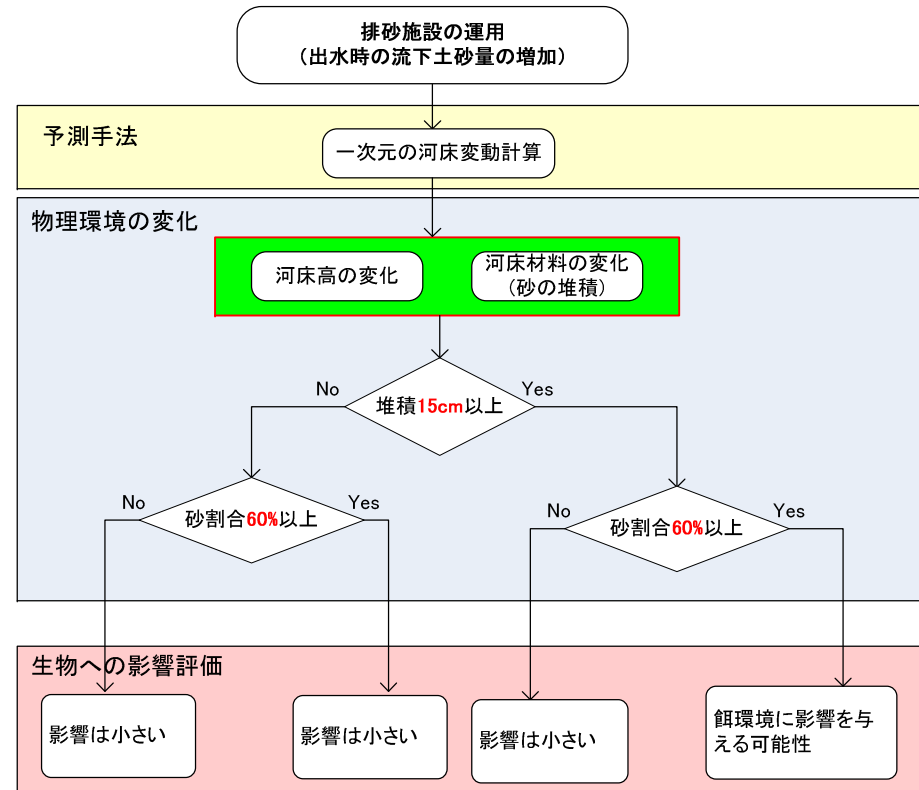 排砂施設の運用
（出水時の流下土砂量の増加）
予測手法
一次元の河床変動計算
物理環境の変化
河床高の変化
河床材料の変化
(砂の堆積)
堆積15cm以上
No
Yes
砂割合60%以上
No
Yes
砂割合60%以上
No
Yes
生物への影響評価
影響は小さい
影響は小さい
影響は小さい
餌環境に影響を与
える可能性